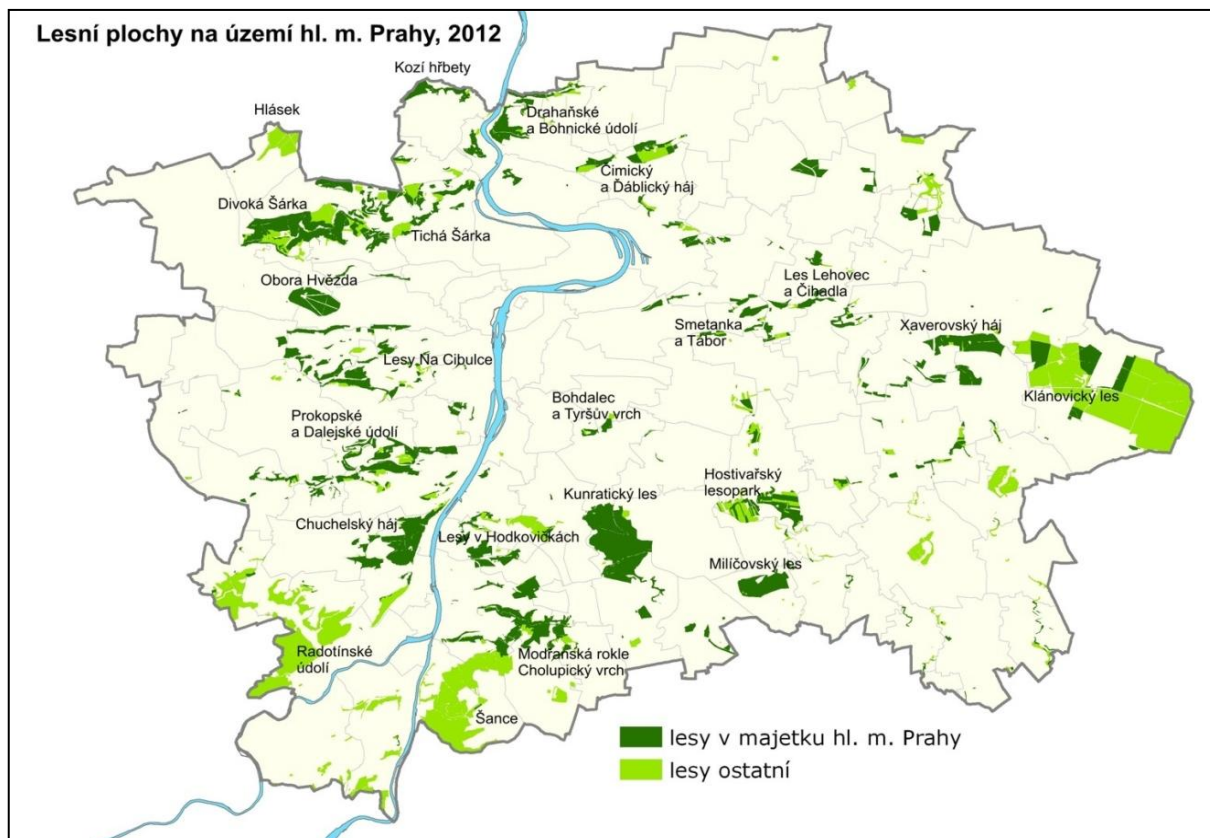 Lesní plochy na území hl. m. Prahy, 2012
Kozí hřbety
Hlásek
Drahaňské
a Bohnické údolí
Čimický
a Ďáblický háj
Divoká Šárka
Tichá Šárka
Obora Hvězda
Les Lehovec
a Čihadla
Smetanka
a Tábor
Xaverovský háj
Lesy Na Cibulce
Klánovický les
Bohdalec
a Tyršův vrch
Prokopské
a Dalejské údolí
Hostivařský
lesopark
Kunratický les
Chuchelský háj
Lesy v Hodkovičkách
Milíčovský les
Radotínské
údolí
Modřanská rokle
Cholupický vrch
Šance
lesy v majetku hl. m. Prahy
lesy ostatní